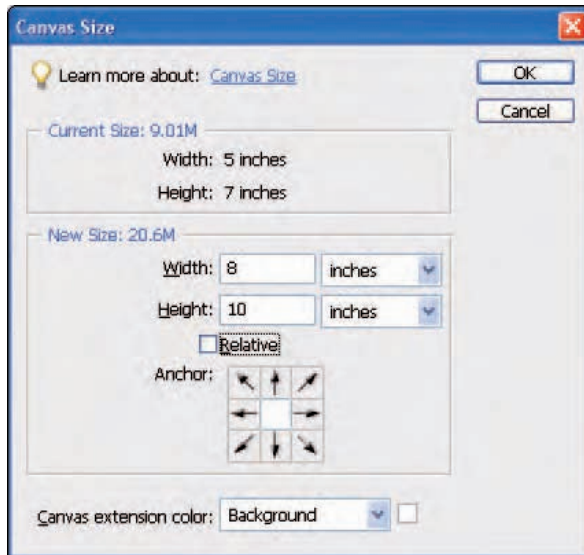 Canvas Size
Learn more about: Canvas Size
OK
Cancel
Current Size: 9.01M
Width: 5 inches
Height: 7 inches
New Size: 20.6M
Width: 8 inches
Height: 10 inches
Relative
Anchor:
Canvas extension color: Background